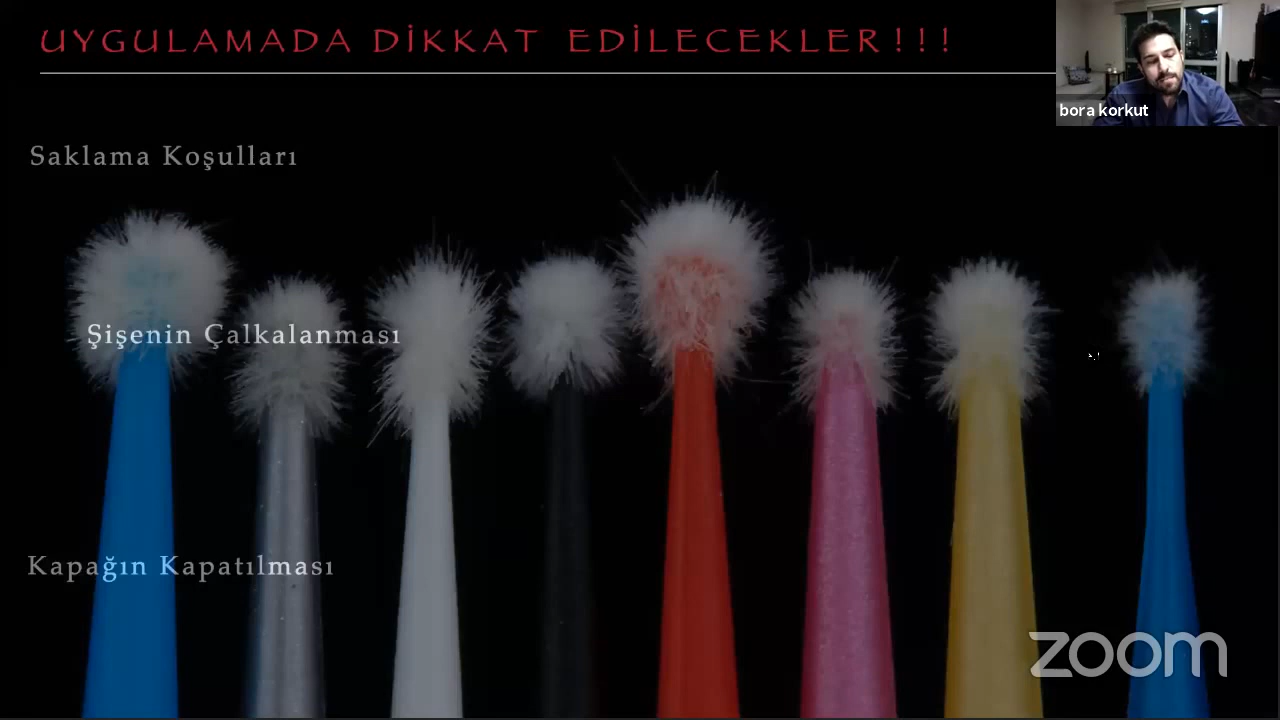 UYGULAMADA DİKKAT EDİLECEKLER!!!
bora korkut
Saklama Koşulları
Şişenin Çalkalanması
Kapağın Kapatılması
zoom